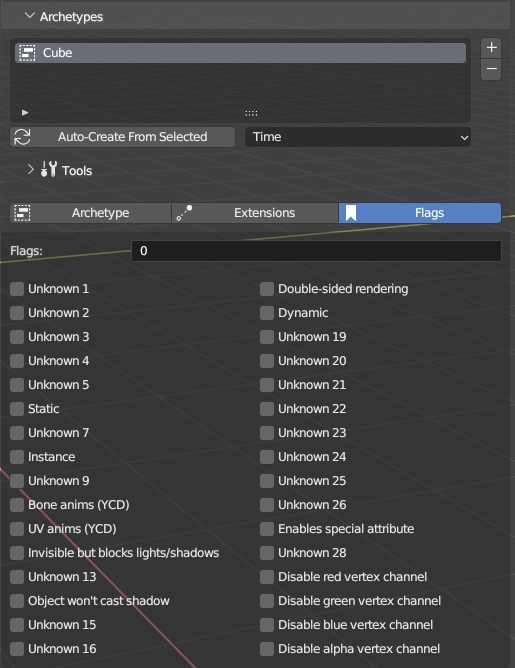 Archetypes
Cube
Auto-Create From Selected
Time
Tools
Archetype
Extensions
Flags
Flags:
0
Unknown 1
Unknown 2
Unknown 3
Unknown 4
Unknown 5
Static
Unknown 7
Instance
Unknown 9
Bone anims (YCD)
UV anims (YCD)
Invisible but blocks lights/shadows
Unknown 13
Object won't cast shadow
Unknown 15
Unknown 16
Double-sided rendering
Dynamic
Unknown 19
Unknown 20
Unknown 21
Unknown 22
Unknown 23
Unknown 24
Unknown 25
Unknown 26
Enables special attribute
Unknown 28
Disable red vertex channel
Disable green vertex channel
Disable blue vertex channel
Disable alpha vertex channel